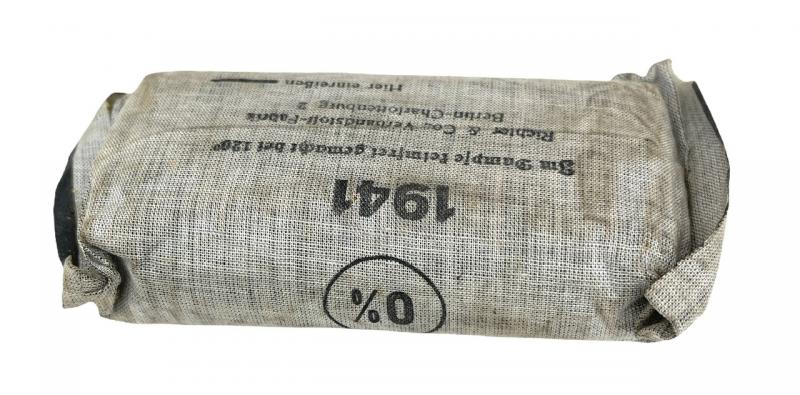 0%
1941
Im Dampfe keimfrei gemacht bei 120°
Richter & Co., Verbandstoff-Fabrik
Berlin-Charlottenburg 2
Hier einreißen